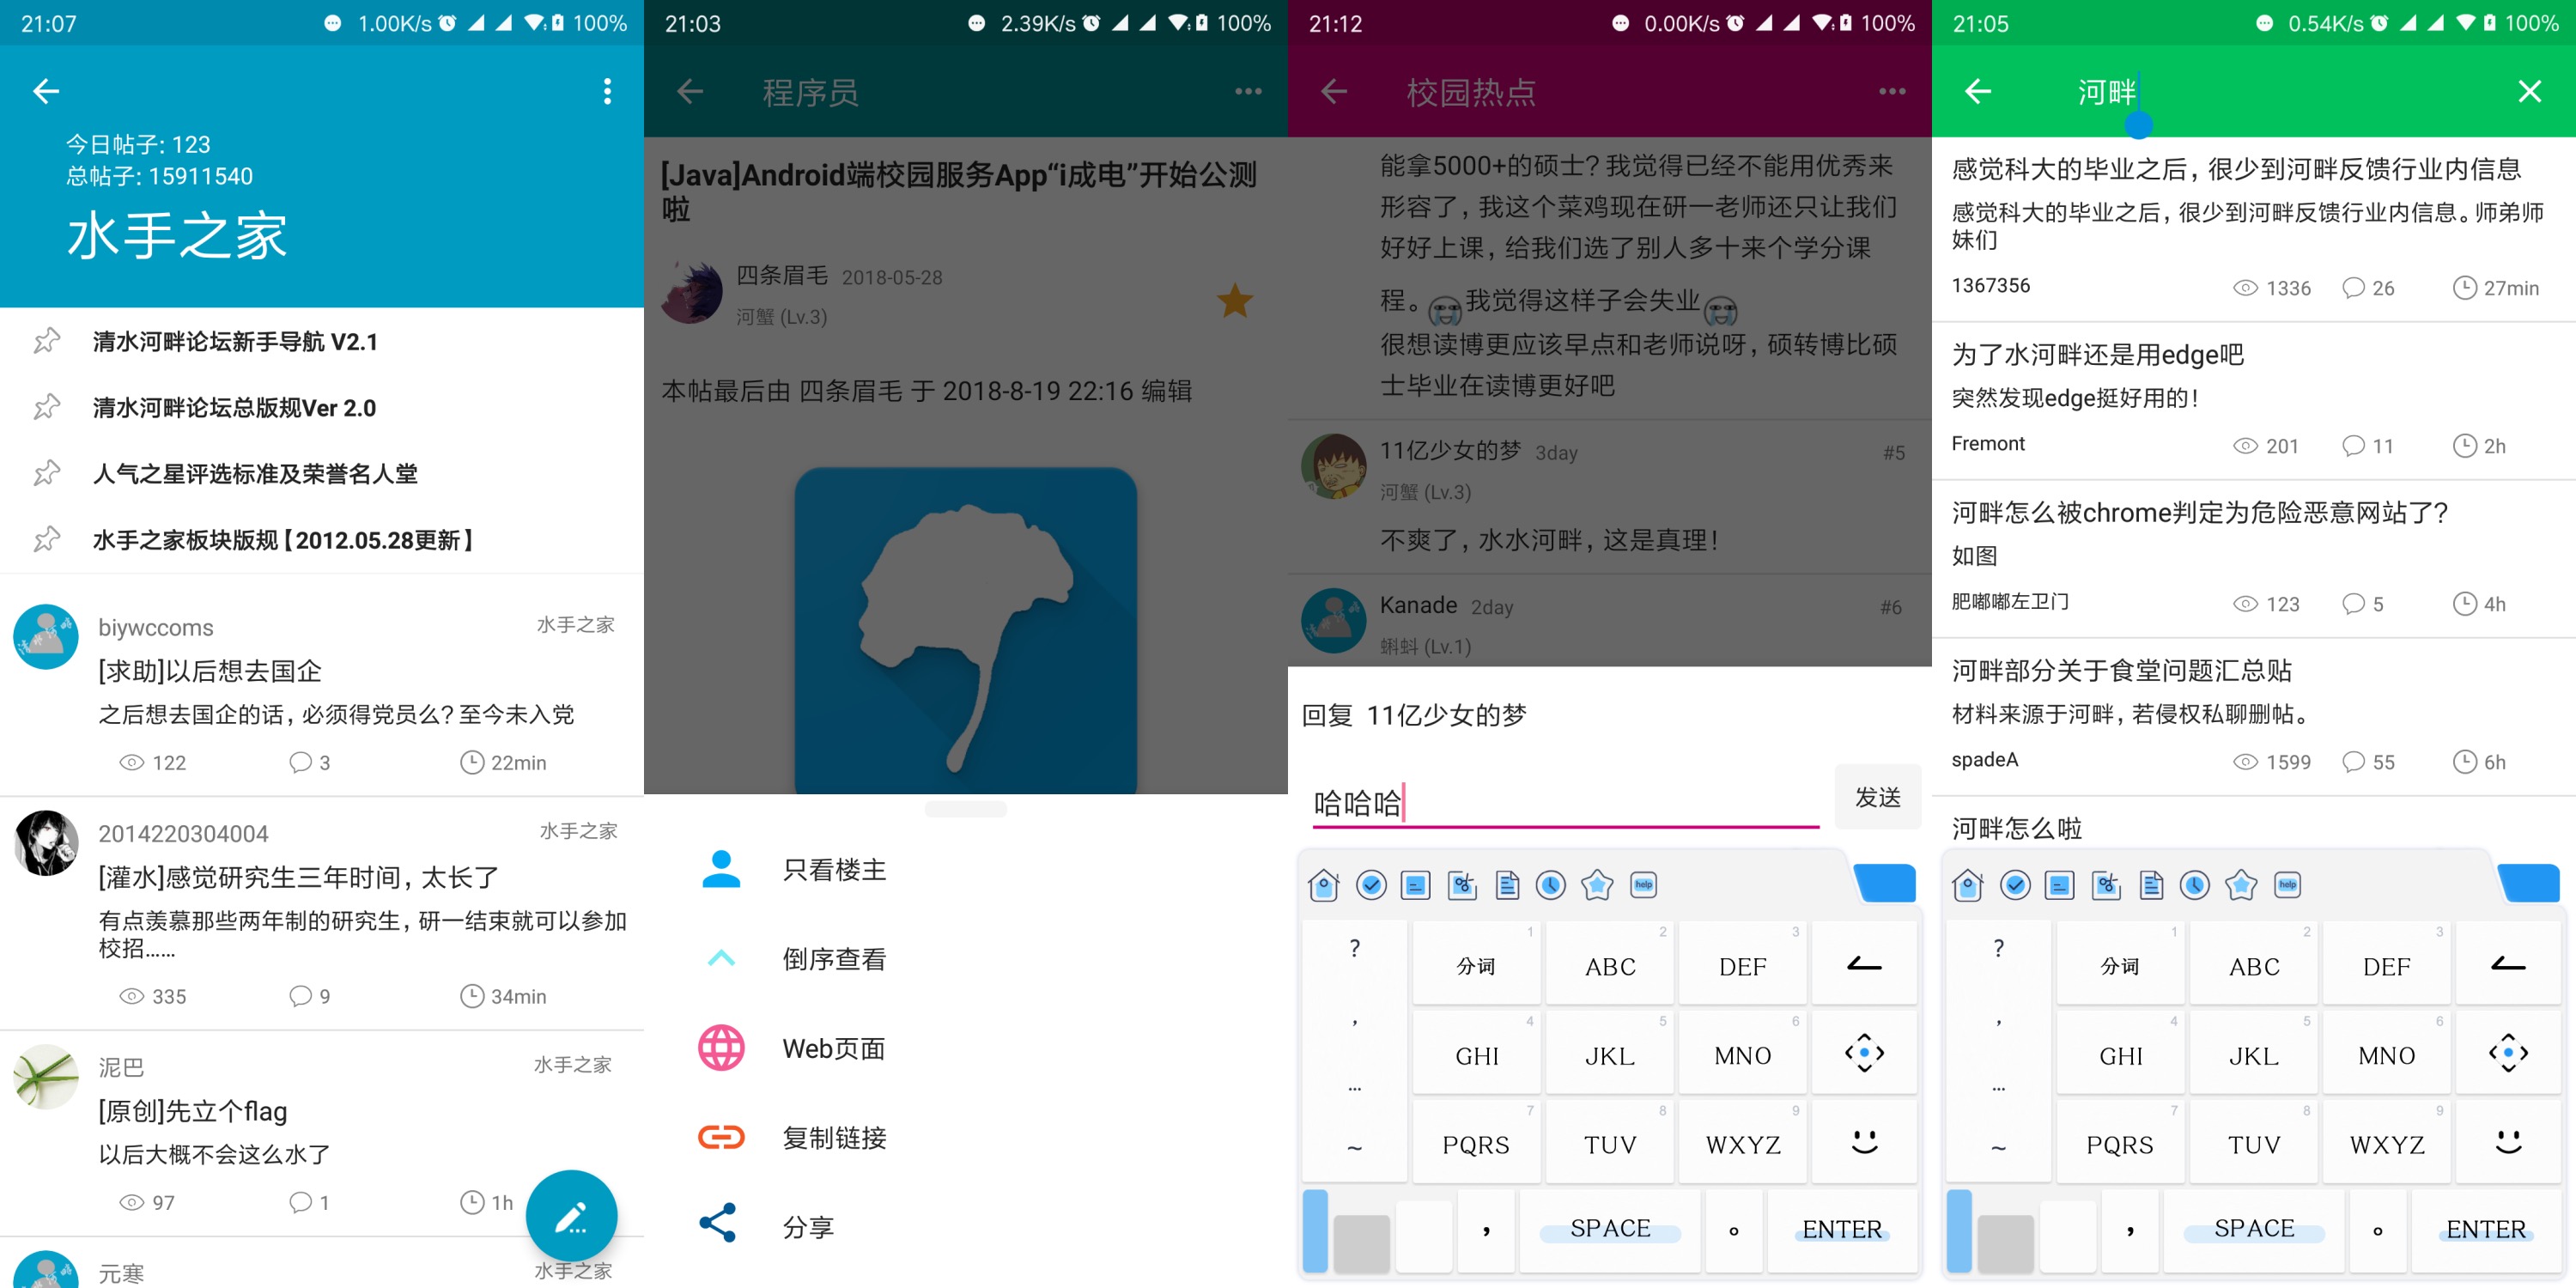 21:07
1.00K/s
100%
今日帖子: 123
总帖子: 15911540
水手之家
清水河畔论坛新手导航 V2.1
清水河畔论坛总版规Ver 2.0
人气之星评选标准及荣誉名人堂
水手之家板块版规【2012.05.28更新】
biywccoms
水手之家
[求助]以后想去国企
之后想去国企的话，必须得党员么？至今未入党
122
3
22min
2014220304004
水手之家
[灌水]感觉研究生三年时间，太长了
有点羡慕那些两年制的研究生，研一结束就可以参加
校招……
335
9
34min
泥巴
水手之家
[原创]先立个flag
以后大概不会这么水了
97
1
1h
元寒
水手之家
21:03
2.39K/s
100%
程序员
[Java]Android端校园服务App“i成电”开始公测
啦
四条眉毛 2018-05-28
河蟹 (Lv.3)
本帖最后由 四条眉毛 于 2018-8-19 22:16 编辑
只看楼主
倒序查看
Web页面
复制链接
分享
21:12
0.00K/s
100%
校园热点
能拿5000+的硕士？我觉得已经不能用优秀来
形容了，我这个菜鸡现在研一老师还只让我们
好好上课，给我们选了别人多十来个学分课
程。我觉得这样子会失业
很想读博更应该早点和老师说呀，硕转博比硕
士毕业在读博更好吧
11亿少女的梦 3day
#5
河蟹 (Lv.3)
不爽了，水水河畔，这是真理！
Kanade 2day
#6
蝌蚪 (Lv.1)
回复 11亿少女的梦
哈哈哈
发送
help
?
1
分词
2
ABC
3
DEF
,
4
GHI
5
JKL
6
MNO
...
7
PQRS
8
TUV
9
WXYZ
~
,
SPACE
。
ENTER
21:05
0.54K/s
100%
河畔
感觉科大的毕业之后，很少到河畔反馈行业内信息
感觉科大的毕业之后，很少到河畔反馈行业内信息。师弟师
妹们
1367356
1336
26
27min
为了水河畔还是用edge吧
突然发现edge挺好用的！
Fremont
201
11
2h
河畔怎么被chrome判定为危险恶意网站了？
如图
肥嘟嘟左卫门
123
5
4h
河畔部分关于食堂问题汇总贴
材料来源于河畔，若侵权私聊删帖。
spadeA
1599
55
6h
河畔怎么啦
help
?
1
分词
2
ABC
3
DEF
,
4
GHI
5
JKL
6
MNO
...
7
PQRS
8
TUV
9
WXYZ
~
,
SPACE
。
ENTER